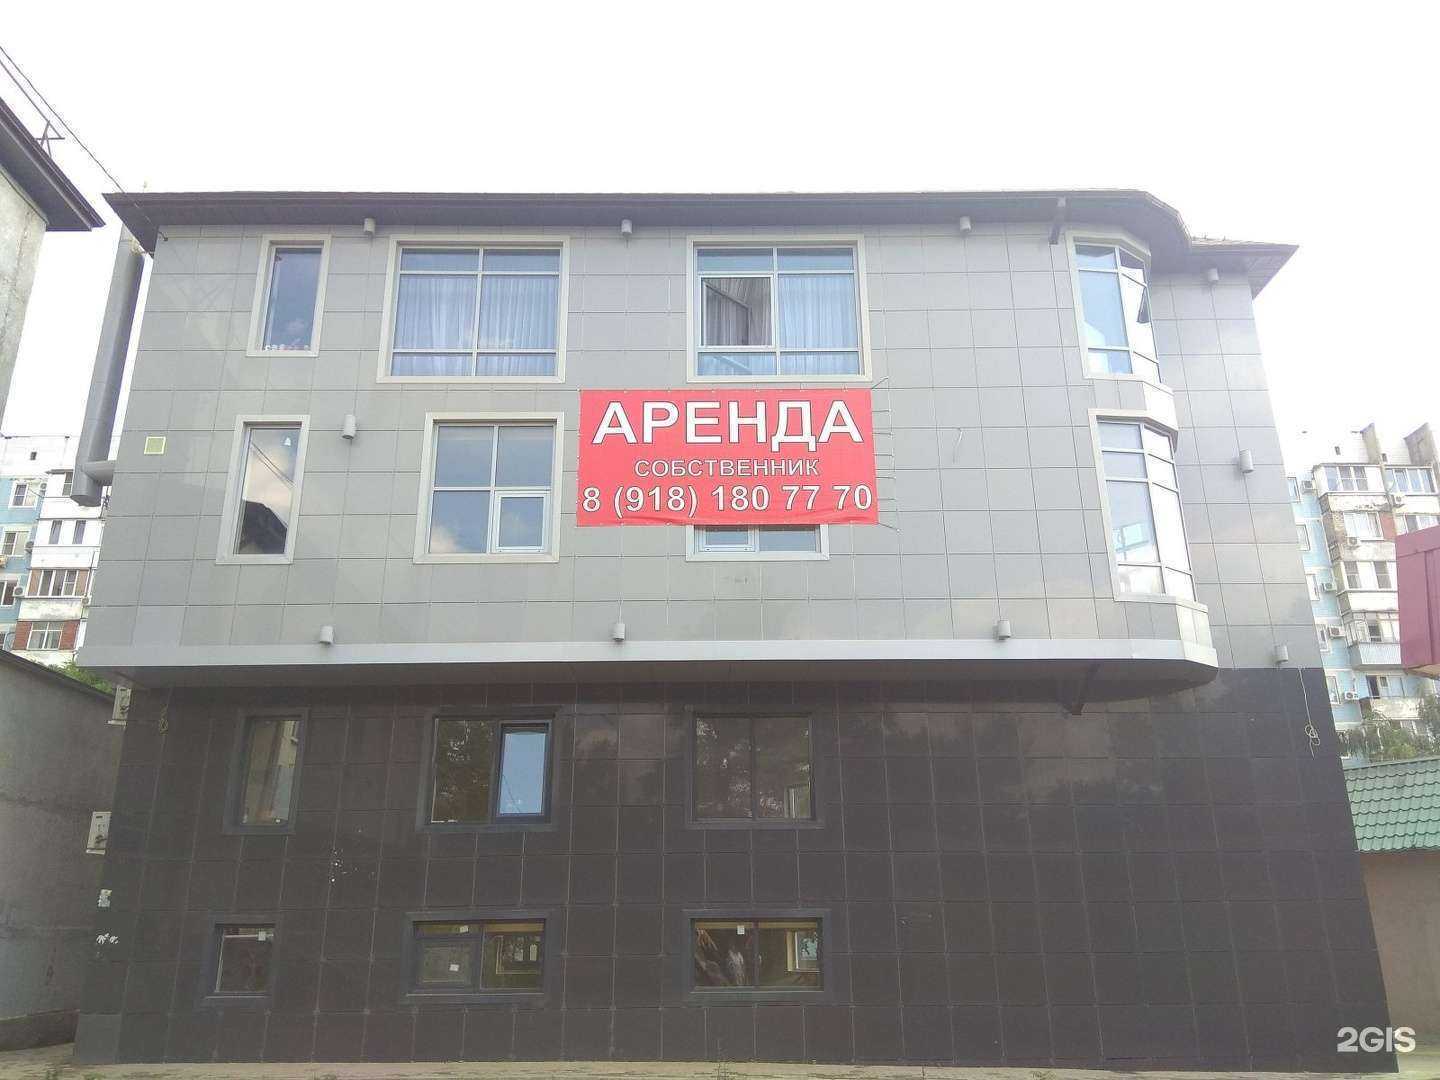 АРЕНДА
СОБСТВЕННИК
8 (918) 180 77 70
2GIS